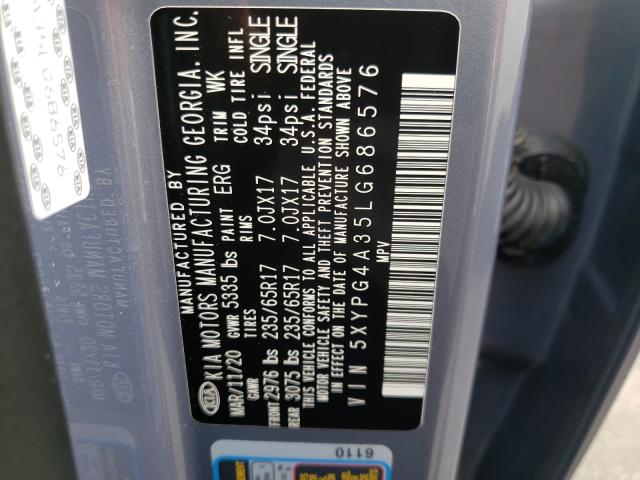 MANUFACTURED BY
KIA KIA MOTORS MANUFACTURING GEORGIA, INC.
MAR/11/20 GVWR 5335 lbs PAINT ERG TRIM WK
GAWR TIRES RIMS COLD TIRE INFL
FRONT 2976 lbs 235/65R17 7.0JX17 34psi SINGLE
REAR 3075 lbs 235/65R17 7.0JX17 34psi SINGLE
THIS VEHICLE CONFORMS TO ALL APPLICABLE U.S.A. FEDERAL
MOTOR VEHICLE SAFETY AND THEFT PREVENTION STANDARDS
IN EFFECT ON THE DATE OF MANUFACTURE SHOWN ABOVE
VIN 5XYPG4A35LG686576
MPV
6110